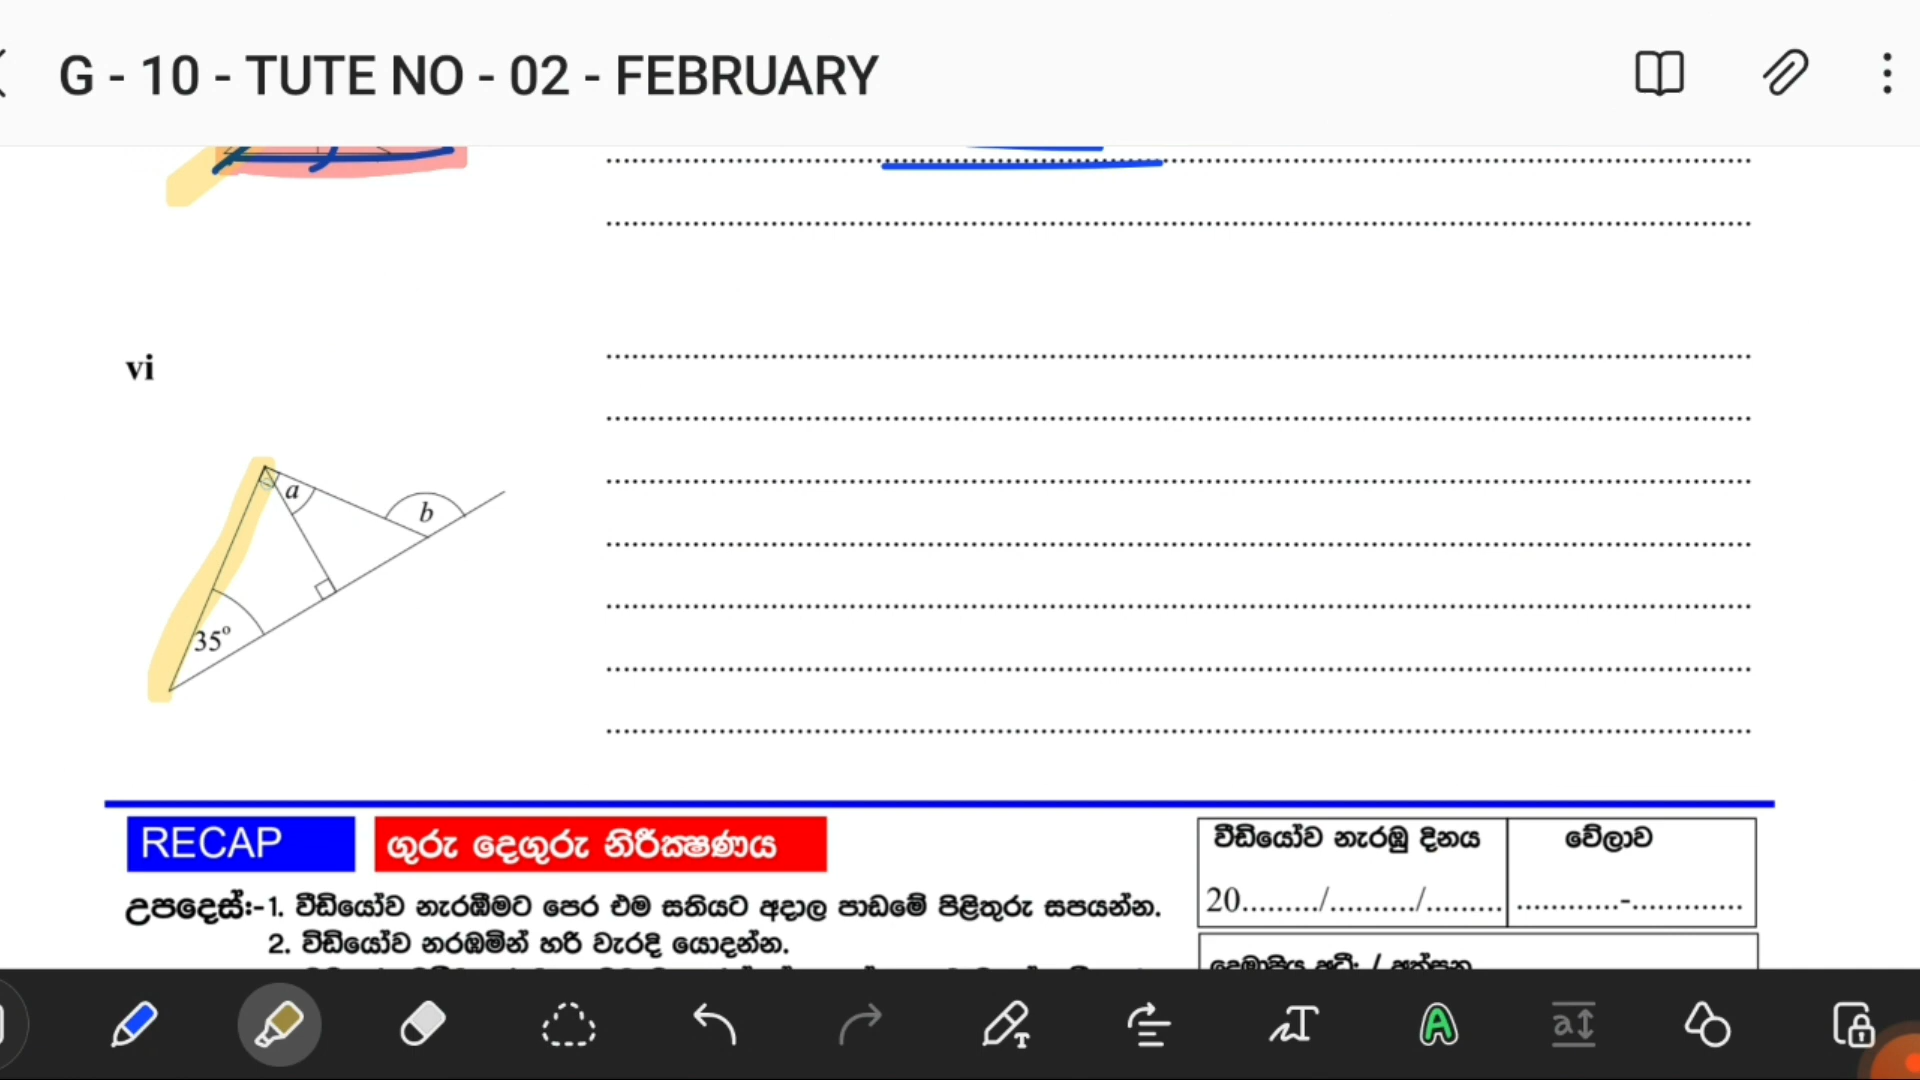 G - 10 - TUTE NO - 02 - FEBRUARY
vi
a
b
35°
RECAP
ගුරු දෙගුරු නිරීක්ෂණය
වීඩියෝව නැරඹු දිනය
වේලාව
20......../........../.........
............-.............
උපදෙස්:-1. වීඩියෝව නැරඹීමට පෙර එම සතියට අදාල පාඩමේ පිළිතුරු සපයන්න.
2. විඩියෝව නරඹමින් හරි වැරදි යොදන්න.